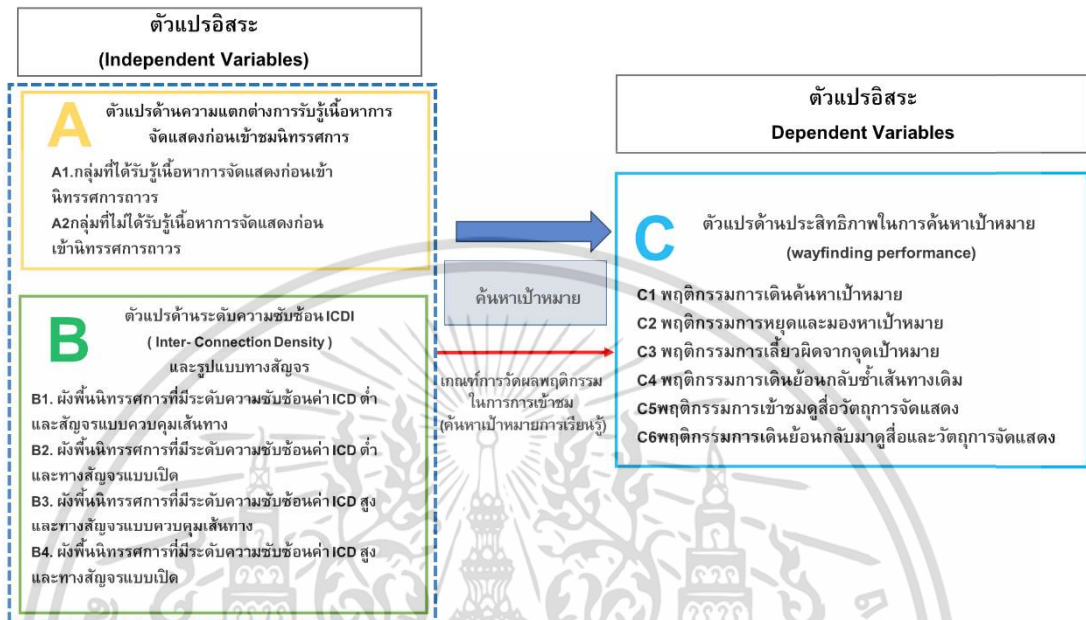 ตัวแปรอิสระ
(Independent Variables)
A
ตัวแปรด้านความแตกต่างการรับรู้เนื้อหาการ
จัดแสดงก่อนเข้าชมนิทรรศการ
A1.กลุ่มที่ได้รับรู้เนื้อหาการจัดแสดงก่อนเข้า
นิทรรศการถาวร
A2กลุ่มที่ไม่ได้รับรู้เนื้อหาการจัดแสดงก่อน
เข้านิทรรศการถาวร
B
ตัวแปรด้านระดับความซับซ้อน ICDI
( Inter- Connection Density )
และรูปแบบทางสัญจร
B1. ผังพื้นนิทรรศการที่มีระดับความซับซ้อนค่า ICD ต่ำ
และสัญจรแบบควบคุมเส้นทาง
B2. ผังพื้นนิทรรศการที่มีระดับความซับซ้อนค่า ICD ต่ำ
และทางสัญจรแบบเปิด
B3. ผังพื้นนิทรรศการที่มีระดับความซับซ้อนค่า ICD สูง
และทางสัญจรแบบควบคุมเส้นทาง
B4. ผังพื้นนิทรรศการที่มีระดับความซับซ้อนค่า ICD สูง
และทางสัญจรแบบเปิด
ค้นหาเป้าหมาย
เกณฑ์การวัดผลพฤติกรรม
ในการการเข้าชม
(ค้นหาเป้าหมายการเรียนรู้)
ตัวแปรอิสระ
Dependent Variables
C
ตัวแปรด้านประสิทธิภาพในการค้นหาเป้าหมาย
(wayfinding performance)
C1 พฤติกรรมการเดินค้นหาเป้าหมาย
C2 พฤติกรรมการหยุดและมองหาเป้าหมาย
C3 พฤติกรรมการเลี้ยวผิดจากจุดเป้าหมาย
C4 พฤติกรรมการเดินย้อนกลับซ้ำเส้นทางเดิม
C5พฤติกรรมการเข้าชมดูสื่อวัตถุการจัดแสดง
C6พฤติกรรมการเดินย้อนกลับมาดูสื่อและวัตถุการจัดแสดง